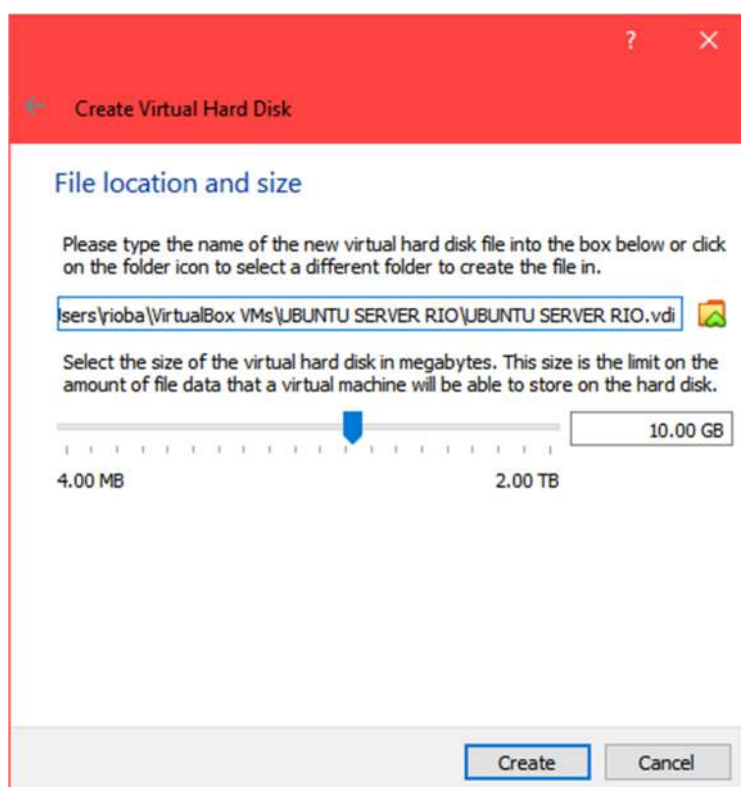 ?
Create Virtual Hard Disk
File location and size
Please type the name of the new virtual hard disk file into the box below or click
on the folder icon to select a different folder to create the file in.
sers\rioba\VirtualBox VMs\UBUNTU SERVER RIO\UBUNTU SERVER RIO.vdi
Select the size of the virtual hard disk in megabytes. This size is the limit on the
amount of file data that a virtual machine will be able to store on the hard disk.
10.00 GB
4.00 MB 2.00 TB
Create Cancel